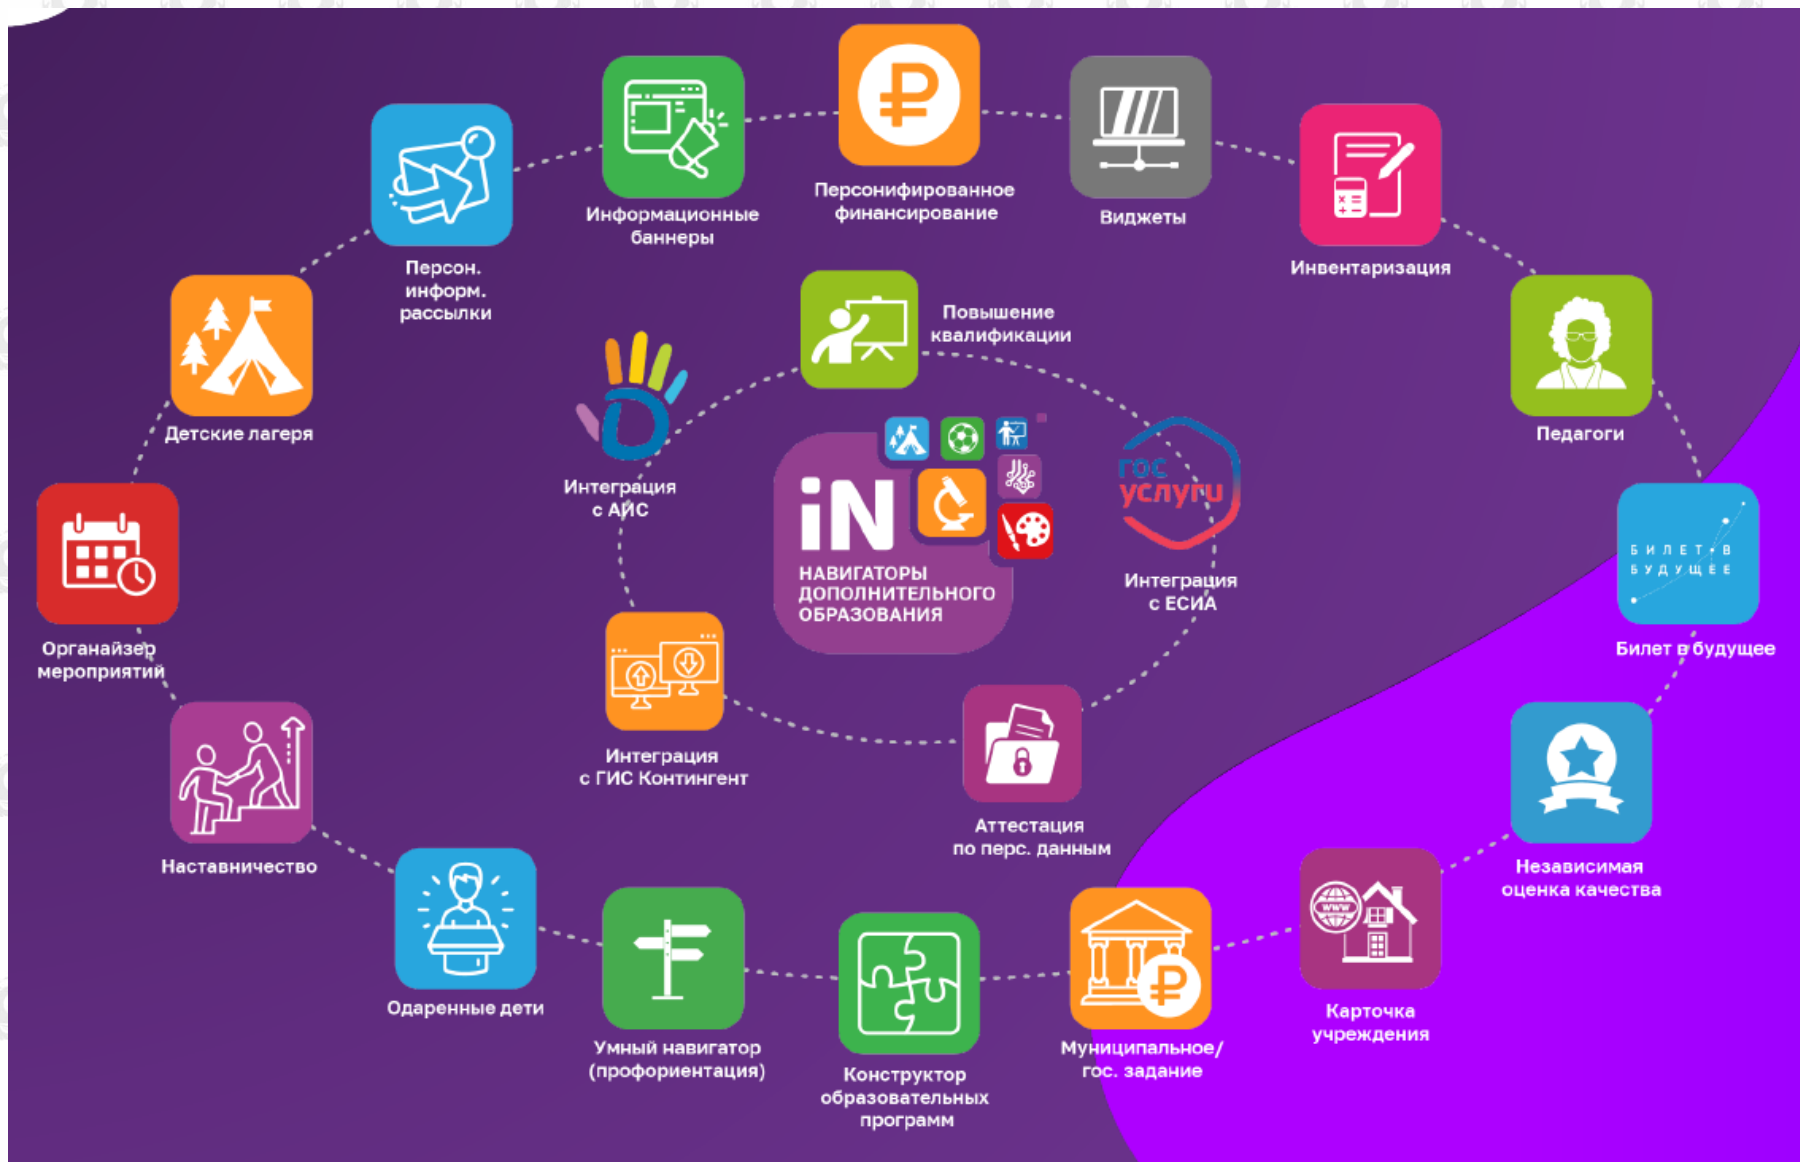 Информационные
баннеры
Персонифированное
финансирование
Виджеты
Инвентаризация
Персон.
информ.
рассылки
Детские лагеря
Педагоги
Повышение
квалификации
Интеграция
с АИС
гос
услуги
iN
НАВИГАТОРЫ
ДОПОЛНИТЕЛЬНОГО
ОБРАЗОВАНИЯ
Интеграция
с ЕСИА
БИЛЕТ В
БУДУЩЕЕ
Билет в будущее
Органайзер
мероприятий
Интеграция
с ГИС Контингент
Аттестация
по перс. данным
Наставничество
Независимая
оценка качества
Одаренные дети
Умный навигатор
(профориентация)
Конструктор
образовательных
программ
Муниципальное/
гос. задание
www
Карточка
учреждения